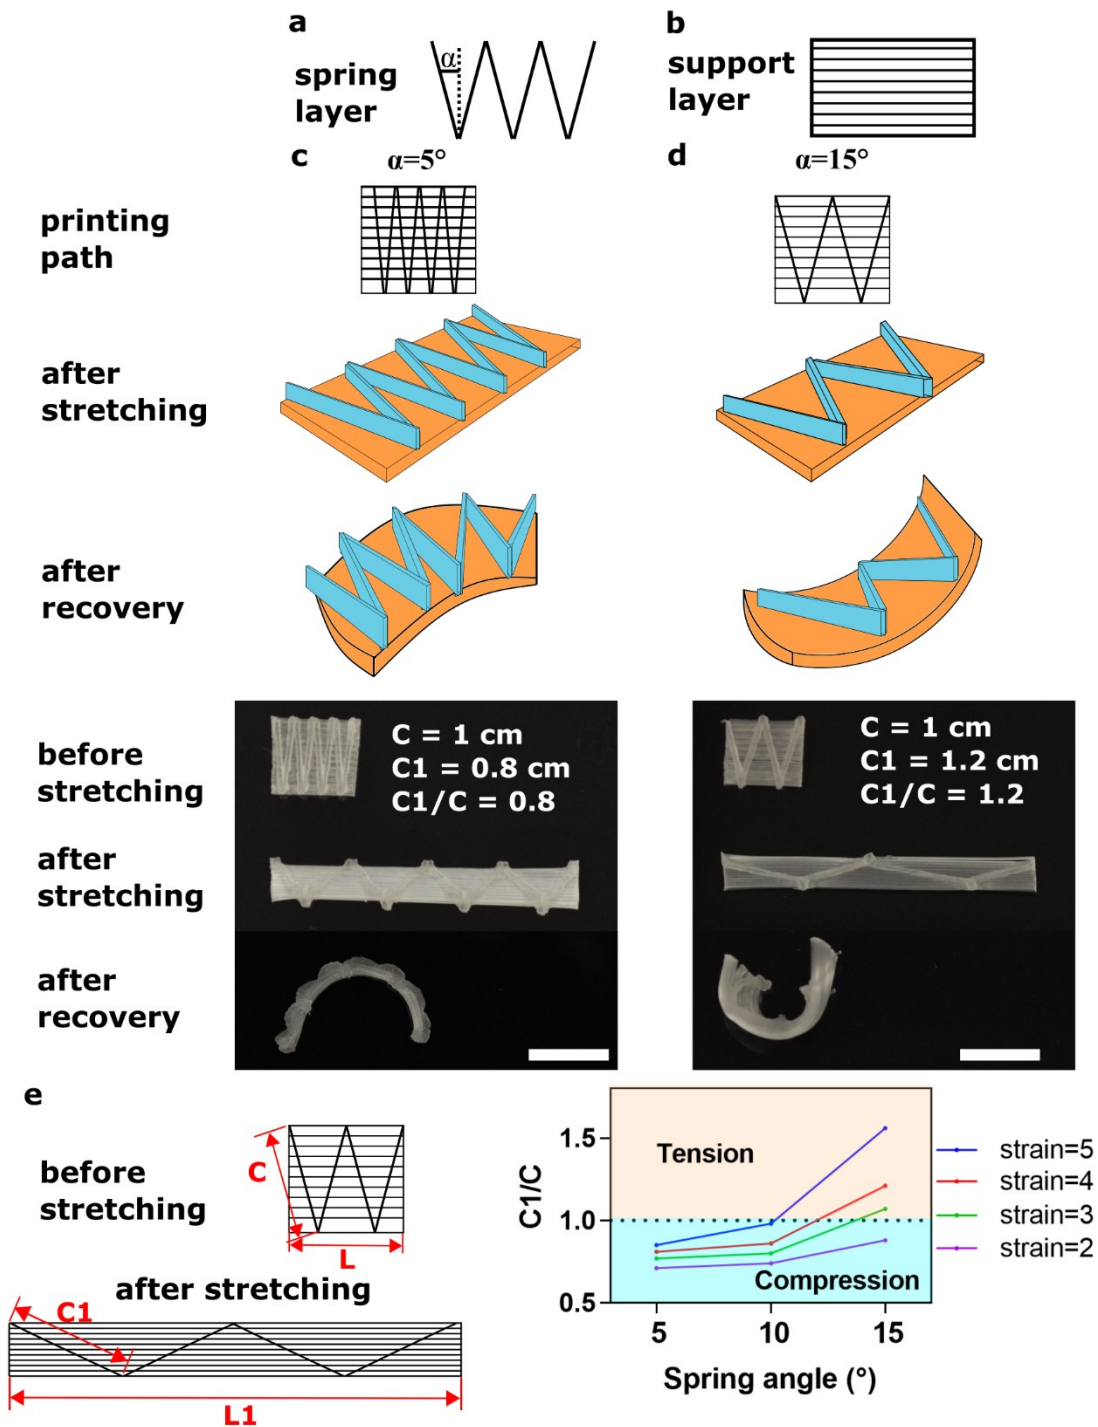 a
b
spring
layer
α
support
layer
c
α=5°
d
α=15°
printing
path
after
stretching
after
recovery
before
stretching
C = 1 cm
C1 = 0.8 cm
C1/C = 0.8
C = 1 cm
C1 = 1.2 cm
C1/C = 1.2
after
stretching
after
recovery
e
before
stretching
C
L
after stretching
C1
L1
C1/C
1.5
1.0
0.5
Tension
Compression
5
10
15
Spring angle (°)
strain=5
strain=4
strain=3
strain=2